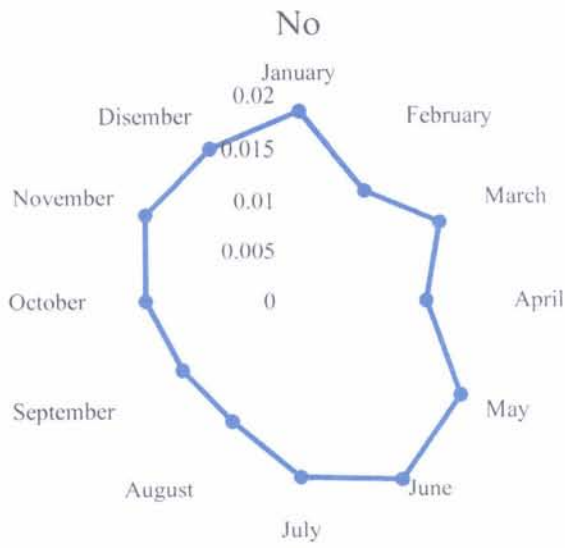 No
January
0.02
Disember
February
0.015
November
March
0.01
0.005
October
0
April
September
May
August
June
July